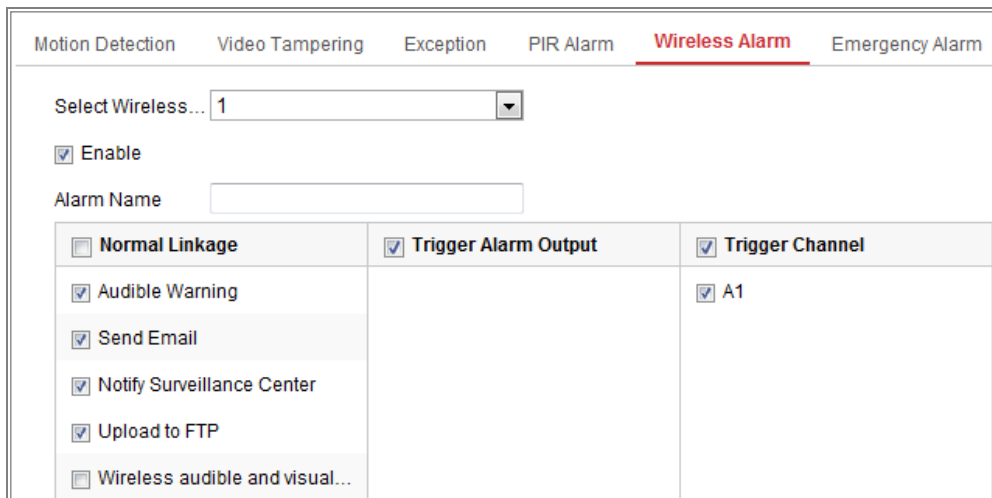 Motion Detection Video Tampering Exception PIR Alarm Wireless Alarm Emergency Alarm
Select Wireless... 1
Enable
Alarm Name
Normal Linkage Trigger Alarm Output Trigger Channel
Audible Warning A1
Send Email
Notify Surveillance Center
Upload to FTP
Wireless audible and visual...